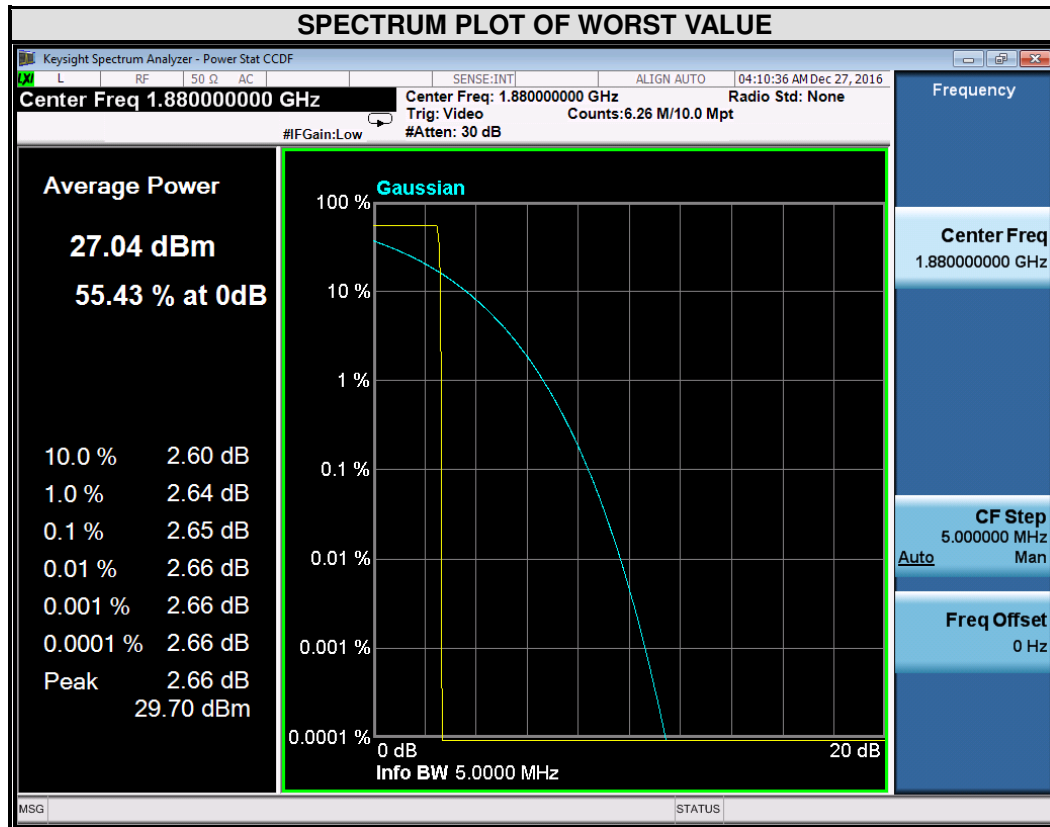 SPECTRUM PLOT OF WORST VALUE
Keysight Spectrum Analyzer - Power Stat CCDF
LXI L RF 50 Ω AC SENSE:INT ALIGN AUTO 04:10:36 AM Dec 27, 2016
Center Freq 1.880000000 GHz
Center Freq: 1.880000000 GHz Radio Std: None
Trig: Video Counts:6.26 M/10.0 Mpt
#IFGain:Low #Atten: 30 dB
Frequency
Average Power
27.04 dBm
55.43 % at 0dB
10.0 % 2.60 dB
1.0 % 2.64 dB
0.1 % 2.65 dB
0.01 % 2.66 dB
0.001 % 2.66 dB
0.0001 % 2.66 dB
Peak 2.66 dB
29.70 dBm
Gaussian
100 %
10 %
1 %
0.1 %
0.01 %
0.001 %
0.0001 %
0 dB 20 dB
Info BW 5.0000 MHz
Center Freq
1.880000000 GHz
CF Step
5.000000 MHz
Auto Man
Freq Offset
0 Hz
MSG STATUS